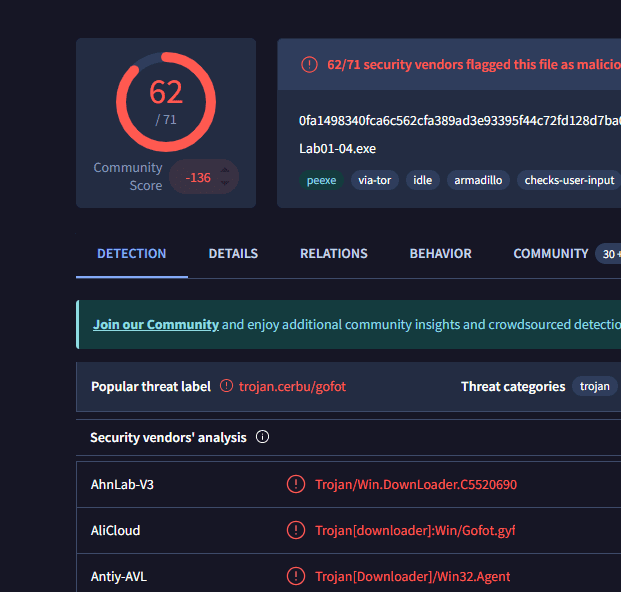 62
/ 71
Community
Score
-136
62/71 security vendors flagged this file as malicio
0fa1498340fca6c562cfa389ad3e93395f44c72fd128d7ba
Lab01-04.exe
peexe via-tor idle armadillo checks-user-input
DETECTION DETAILS RELATIONS BEHAVIOR COMMUNITY 30+
Join our Community and enjoy additional community insights and crowdsourced detectio
Popular threat label trojan.cerbu/gofot Threat categories trojan
Security vendors' analysis
AhnLab-V3 Trojan/Win.DownLoader.C5520690
AliCloud Trojan[downloader]:Win/Gofot.gyf
Antiy-AVL Trojan[Downloader]/Win32.Agent